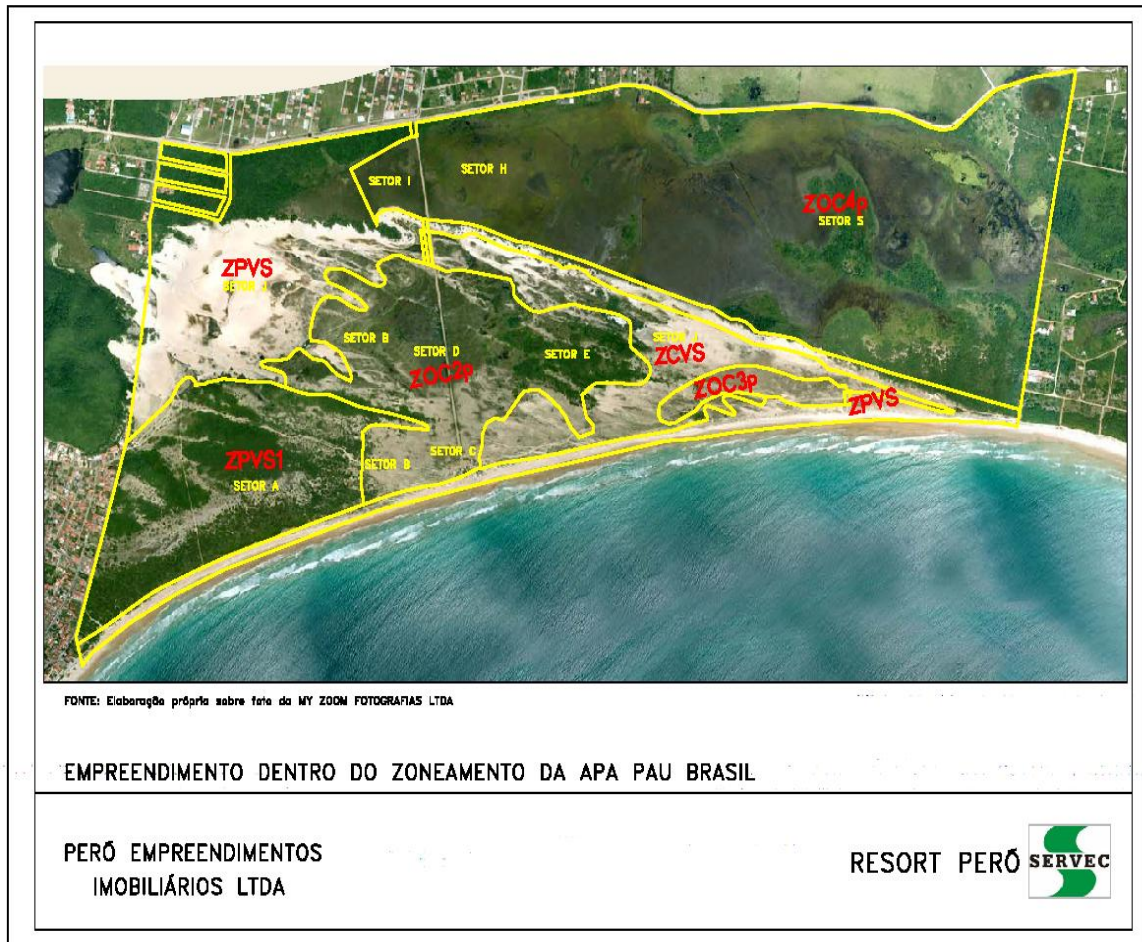 SETOR I
SETOR H
ZOC4p
SETOR S
ZPVS
SETOR J
SETOR B
SETOR D
SETOR E
ZCVS
ZOC2p
ZOC3p
ZPVS
ZPVS1
SETOR A
SETOR B
SETOR C
FONTE: Elaboração própria sobre foto da MY ZOOM FOTOGRAFIAS LTDA
EMPREENDIMENTO DENTRO DO ZONEAMENTO DA APA PAU BRASIL
PERÓ EMPREENDIMENTOS
IMOBILIÁRIOS LTDA
RESORT PERÓ
SERVEC